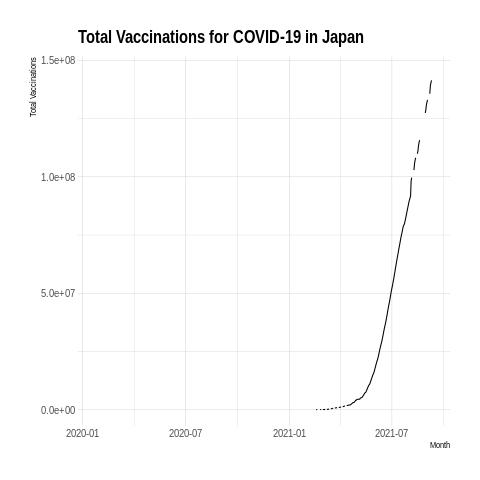 Total Vaccinations for COVID-19 in Japan
Total Vaccinations
1.5e+08
1.0e+08
5.0e+07
0.0e+00
2020-01
2020-07
2021-01
2021-07
Month